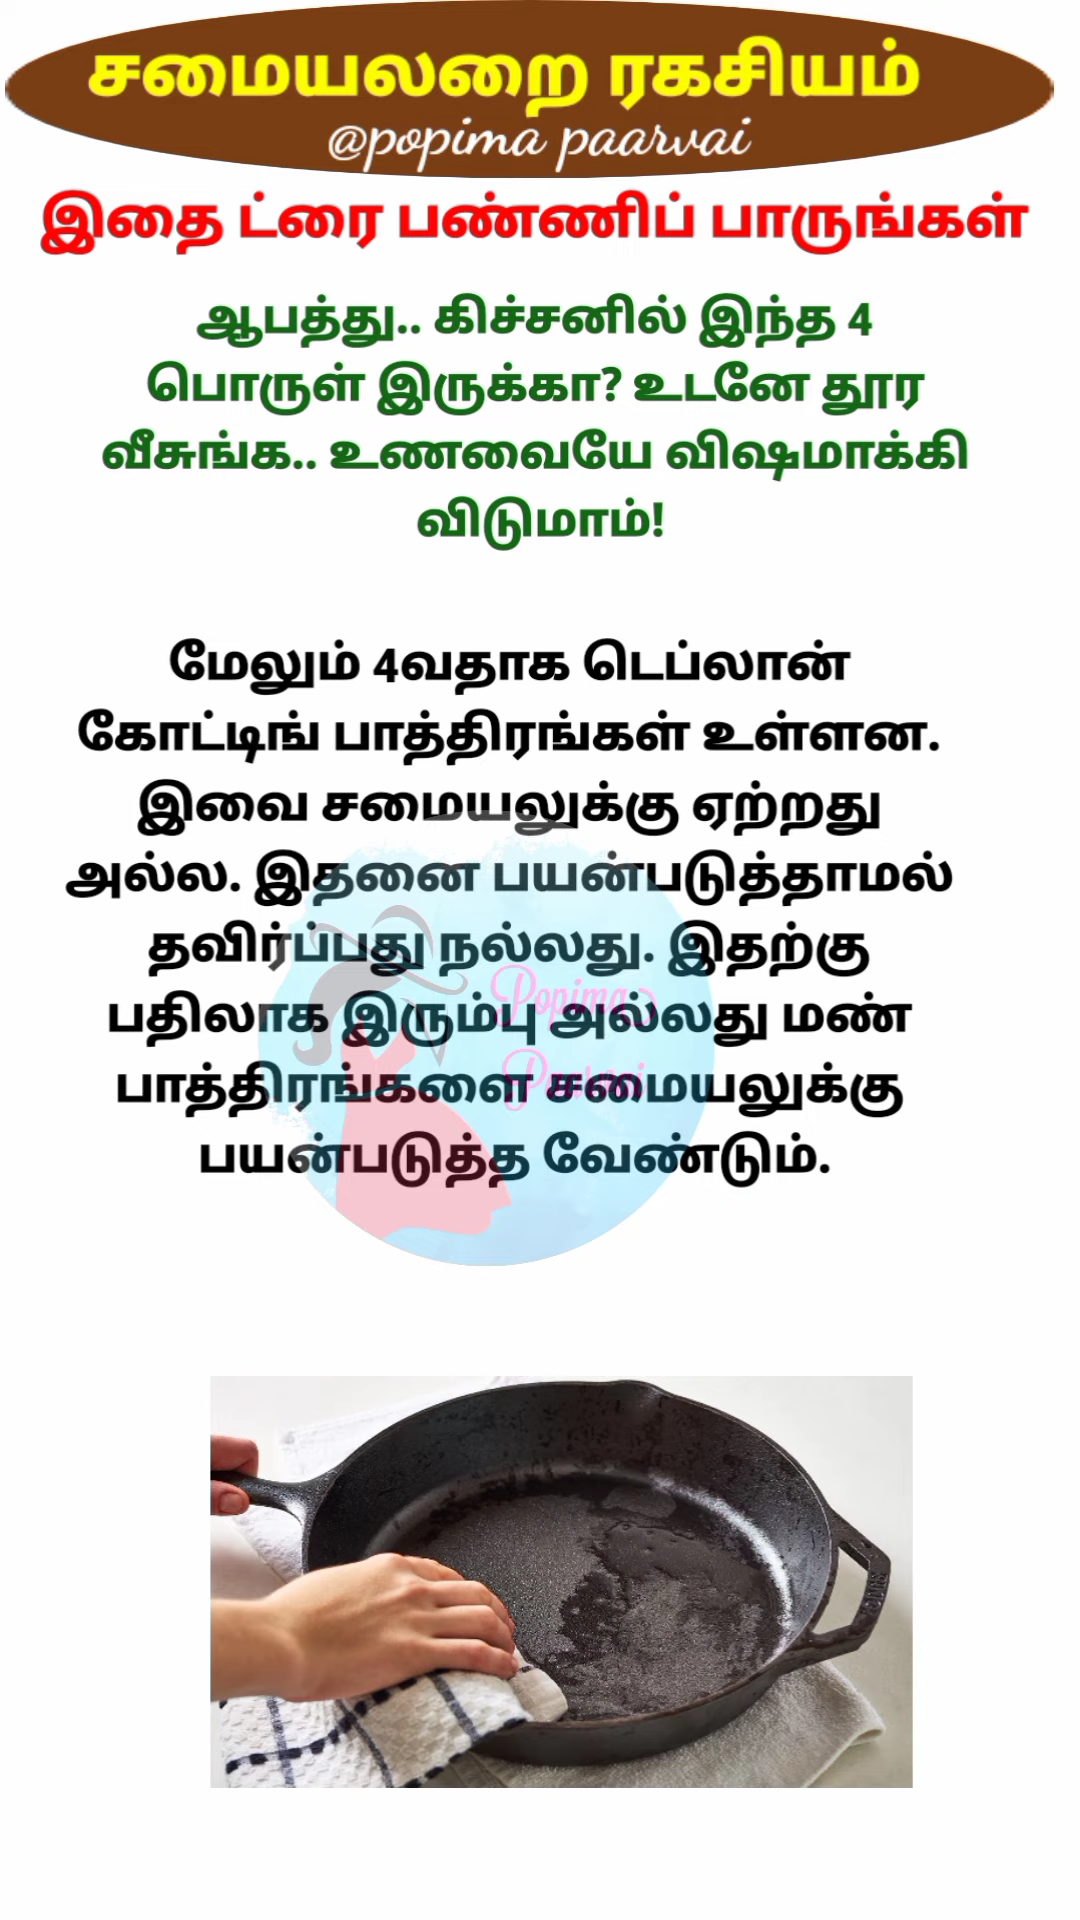 சமையலறை ரகசியம்
@popima paarvai
இதை ட்ரை பண்ணிப் பாருங்கள்
ஆபத்து.. கிச்சனில் இந்த 4
பொருள் இருக்கா? உடனே தூர
வீசுங்க.. உணவையே விஷமாக்கி
விடுமாம்!
மேலும் 4வதாக டெப்லான்
கோட்டிங் பாத்திரங்கள் உள்ளன.
இவை சமையலுக்கு ஏற்றது
அல்ல. இதனை பயன்படுத்தாமல்
தவிர்ப்பது நல்லது. இதற்கு
பதிலாக இரும்பு அல்லது மண்
பாத்திரங்களை சமையலுக்கு
பயன்படுத்த வேண்டும்.
Popima
Paarvai